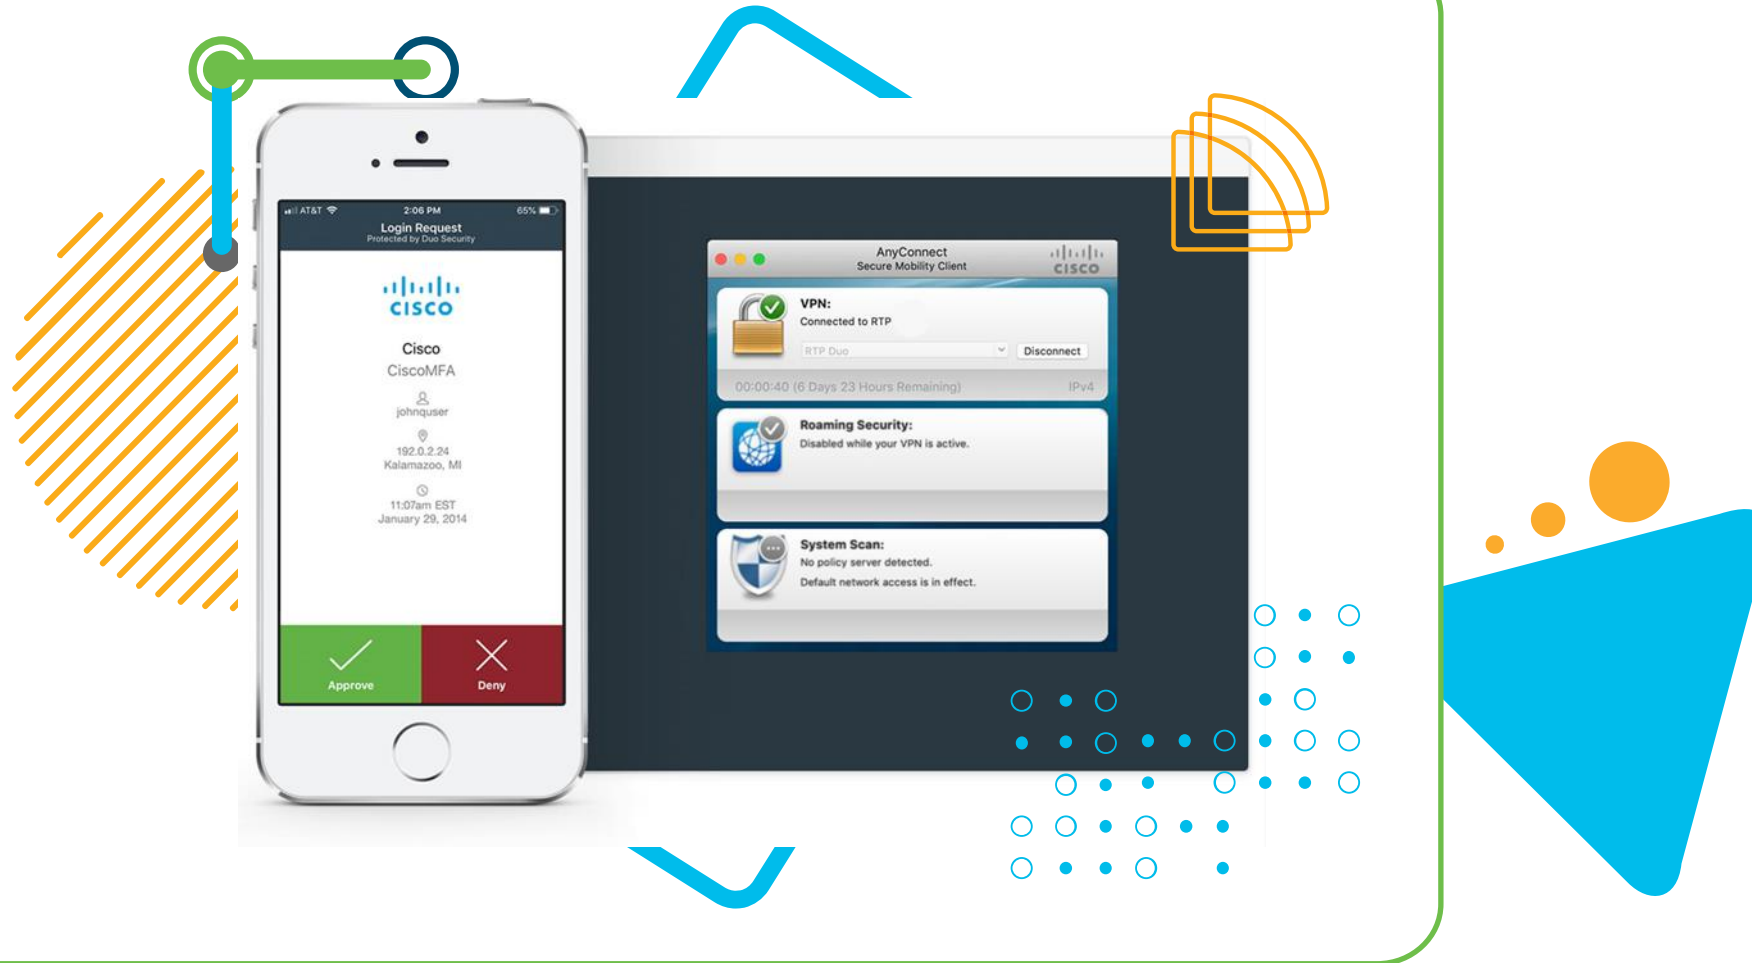 AT&T
2:06 PM
65%
Login Request
Protected by Duo Security
CISCO
Cisco
CiscoMFA
johnquser
192.0.2.24
Kalamazoo, MI
11:07am EST
January 29, 2014
Approve
Deny
AnyConnect
Secure Mobility Client
CISCO
VPN:
Connected to RTP
RTP Duo
Disconnect
00:00:40 (6 Days 23 Hours Remaining)
IPv4
Roaming Security:
Disabled while your VPN is active.
System Scan:
No policy server detected.
Default network access is in effect.